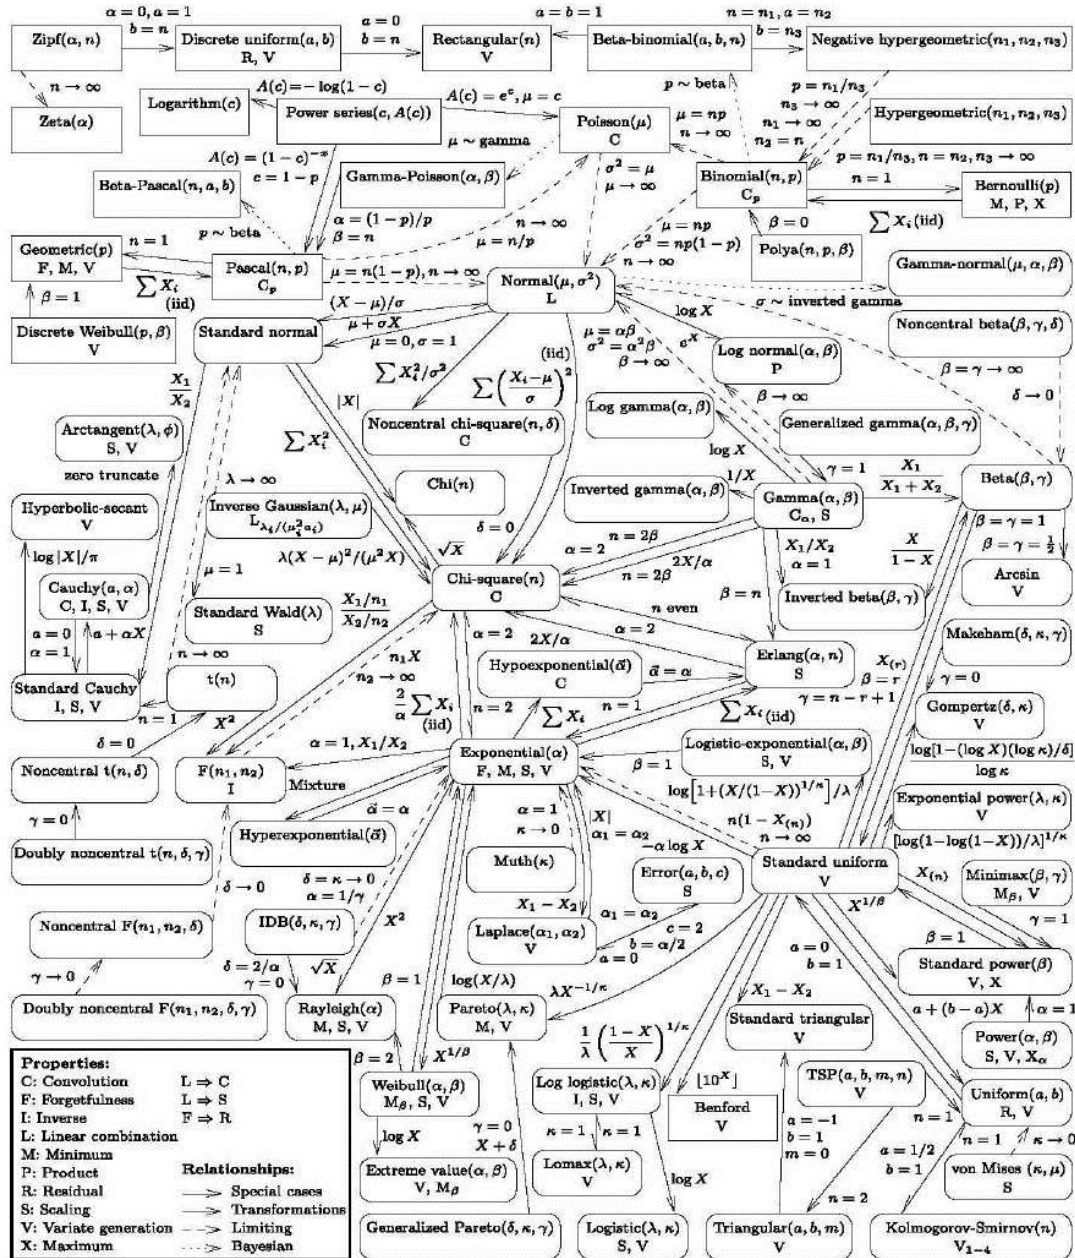 α = 0, a = 1
b = n
a = 0
b = n
a = b = 1
n = n₁, a = n₂
b = n₃
Zipf(α, n)
Discrete uniform(a, b)
R, V
Rectangular(n)
V
Beta-binomial(a, b, n)
Negative hypergeometric(n₁, n₂, n₃)
n → ∞
A(c) = −log(1 − c)
A(c) = e^c, μ = c
p ∼ beta
p = n₁/n₃
n₃ → ∞
n₁ → ∞
n₂ = n
Zeta(α)
Logarithm(c)
Power series(c, A(c))
Poisson(μ)
C
μ = np
n → ∞
Hypergeometric(n₁, n₂, n₃)
A(c) = (1 − c)^−x
c = 1 − p
μ ∼ gamma
p = n₁/n₃, n = n₂, n₃ → ∞
Beta-Pascal(n, a, b)
Gamma-Poisson(α, β)
σ² = μ
μ → ∞
Binomial(n, p)
Cₚ
n = 1
Bernoulli(p)
M, P, X
∑ Xᵢ (iid)
n = 1
p ∼ beta
α = (1 − p)/p
β = n
n → ∞
μ = n/p
μ = np
σ² = np(1 − p)
n → ∞
β = 0
Polya(n, p, β)
Geometric(p)
F, M, V
∑ Xᵢ
(iid)
Pascal(n, p)
Cₚ
μ = n(1 − p), n → ∞
Normal(μ, σ²)
L
Gamma-normal(μ, α, β)
σ ∼ inverted gamma
β = 1
Discrete Weibull(p, β)
V
Standard normal
(X − μ)/σ
μ + σX
μ = 0, σ = 1
(iid)
μ = αβ
σ² = α²β
β → ∞
log X
e^X
Log normal(α, β)
P
Noncentral beta(β, γ, δ)
β = γ → ∞
δ → 0
X₁
X₂
|X|
∑ Xᵢ²
∑ Xᵢ²/σ²
∑ ((Xᵢ−μ)/σ)²
Arctangent(λ, φ)
S, V
Noncentral chi-square(n, δ)
C
Log gamma(α, β)
β → ∞
Generalized gamma(α, β, γ)
log X
zero truncate
λ → ∞
Chi(n)
Inverted gamma(α, β)
1/X
γ = 1
Gamma(α, β)
Cα, S
X₁
X₁ + X₂
Beta(β, γ)
Hyperbolic-secant
V
Inverse Gaussian(λ, μ)
δ = 0
log |X|/π
λ(X − μ)²/(μ²X)
√X
α = 2
n = 2β
2X/α
n = 2β
X₁/X₂
α = 1
X
1 − X
β = γ = 1
β = γ = ½
Cauchy(a, α)
C, I, S, V
μ = 1
Chi-square(n)
C
β = n
Inverted beta(β, γ)
Arcsin
V
Standard Wald(λ)
S
X₁/n₁
X₂/n₂
n even
a = 0
α = 1
a + αX
α = 2
2X/α
α = 2
Erlang(α, n)
S
Makeham(δ, κ, γ)
n → ∞
n₁X
n₂ → ∞
Hypoexponential(α⃗)
C
α⃗ = α
X₍ᵣ₎
β = r
γ = n − r + 1
γ = 0
Standard Cauchy
I, S, V
t(n)
n = 1
X²
2
α
∑ Xᵢ
(iid)
n = 2
∑ Xᵢ
n = 1
∑ Xᵢ (iid)
Gompertz(δ, κ)
V
δ = 0
Noncentral t(n, δ)
F(n₁, n₂)
I
α = 1, X₁/X₂
Exponential(α)
F, M, S, V
Logistic-exponential(α, β)
S, V
β = 1
log[1−(log X)(log κ)/δ]
log κ
Mixture
log[1+(X/(1−X))^1/κ]/λ
Exponential power(λ, κ)
V
γ = 0
α⃗ = α
Hyperexponential(α⃗)
α = 1
κ → 0
|X|
α₁ = α₂
n(1 − X₍ₙ₎)
n → ∞
[log(1−log(1−X))/λ]^1/κ
Doubly noncentral t(n, δ, γ)
−α log X
Muth(κ)
Error(a, b, c)
S
Standard uniform
V
X₍ₙ₎
Minimax(β, γ)
Mᵦ, V
δ → 0
δ = κ → 0
α = 1/γ
X^1/β
γ = 1
Noncentral F(n₁, n₂, δ)
IDB(δ, κ, γ)
X²
X₁ − X₂
Laplace(α₁, α₂)
V
α₁ = α₂
c = 2
b = α/2
a = 0
β = 1
Standard power(β)
V, X
γ → 0
δ = 2/α
γ = 0
√X
β = 1
log(X/λ)
λX^−1/κ
a = 0
b = 1
X₁ − X₂
a + (b − a)X
α = 1
Doubly noncentral F(n₁, n₂, δ, γ)
Rayleigh(α)
M, S, V
Pareto(λ, κ)
M, V
Standard triangular
V
Power(α, β)
S, V, Xα
1
λ
((1 − X)/X)^1/κ
β = 2
X^1/β
Weibull(α, β)
Mᵦ, S, V
Log logistic(λ, κ)
I, S, V
⌊10^X⌋
Benford
V
TSP(a, b, m, n)
V
Uniform(a, b)
R, V
n = 1
a = −1
b = 1
m = 0
log X
γ = 0
X + δ
κ = 1
κ = 1
a = 1/2
b = 1
n = 1
κ → 0
Extreme value(α, β)
V, Mᵦ
Lomax(λ, κ)
V
log X
n = 2
von Mises (κ, μ)
S
Generalized Pareto(δ, κ, γ)
Logistic(λ, κ)
S, V
Triangular(a, b, m)
V
Kolmogorov-Smirnov(n)
V₁₋₄
Properties:
C: Convolution L ⇒ C
F: Forgetfulness L ⇒ S
I: Inverse F ⇒ R
L: Linear combination
M: Minimum
P: Product Relationships:
R: Residual Special cases
S: Scaling Transformations
V: Variate generation Limiting
X: Maximum Bayesian